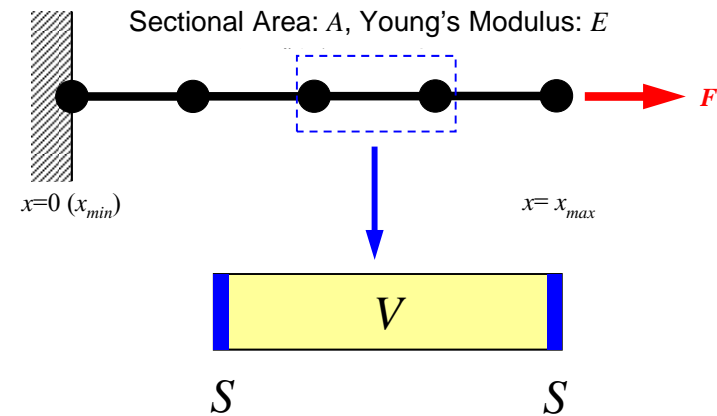 Sectional Area: A, Young's Modulus: E
F
x=0 (xmin)
x= xmax
V
S
S